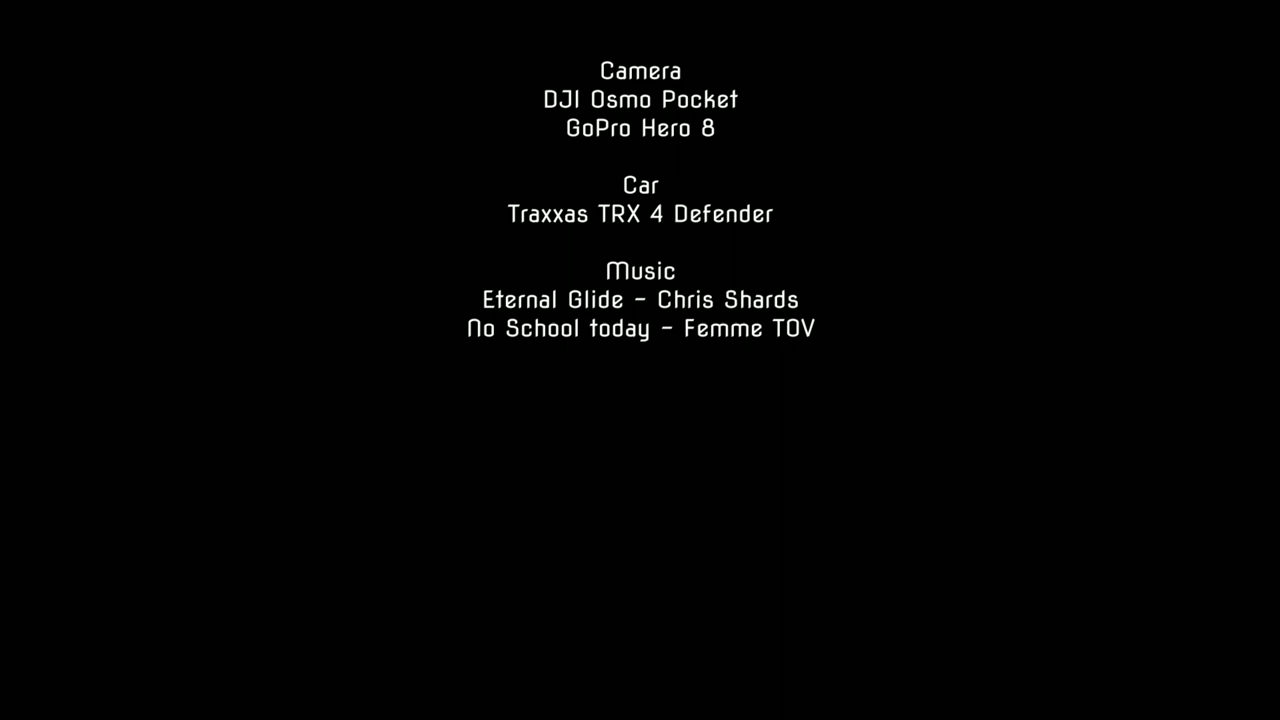 Camera
DJI Osmo Pocket
GoPro Hero 8
Car
Traxxas TRX 4 Defender
Music
Eternal Glide - Chris Shards
No School today - Femme TOV